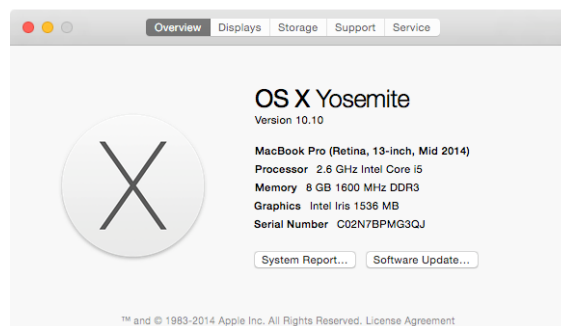 Overview Displays Storage Support Service
OS X Yosemite
Version 10.10
MacBook Pro (Retina, 13-inch, Mid 2014)
Processor 2.6 GHz Intel Core i5
Memory 8 GB 1600 MHz DDR3
Graphics Intel Iris 1536 MB
Serial Number C02N7BPMG3QJ
System Report... Software Update...
™ and © 1983-2014 Apple Inc. All Rights Reserved. License Agreement